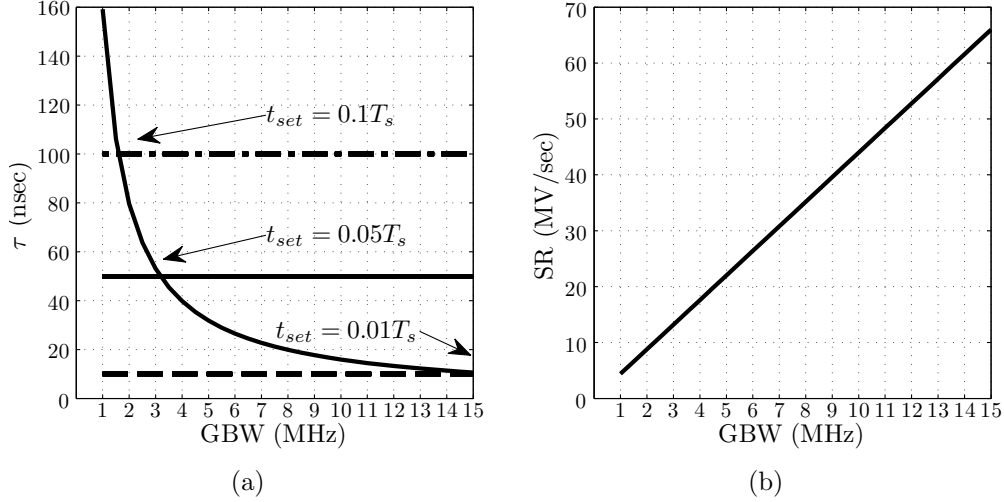 160
140
120
100
80
60
40
20
0
τ (nsec)
t_set = 0.1T_s
t_set = 0.05T_s
t_set = 0.01T_s
1 2 3 4 5 6 7 8 9 10 11 12 13 14 15
GBW (MHz)
(a)
70
60
50
40
30
20
10
0
SR (MV/sec)
1 2 3 4 5 6 7 8 9 10 11 12 13 14 15
GBW (MHz)
(b)